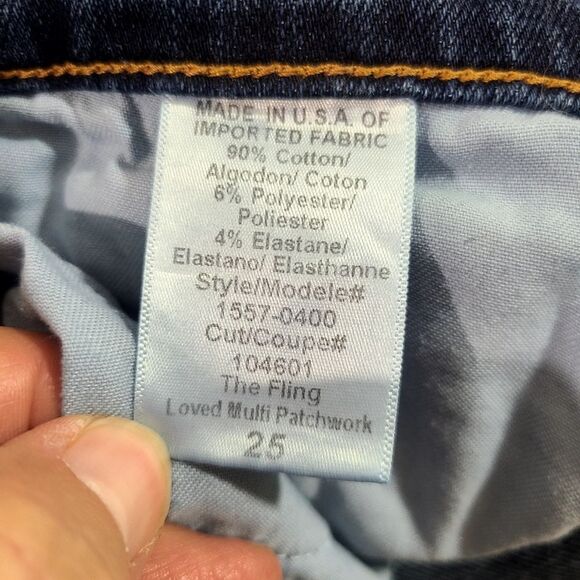 MADE IN U.S.A. OF
IMPORTED FABRIC
90% Cotton/
Algodon/ Coton
6% Polyester/
Poliester
4% Elastane/
Elastano/ Elasthanne
Style/Modele#
1557-0400
Cut/Coupe#
104601
The Fling
Loved Multi Patchwork
25